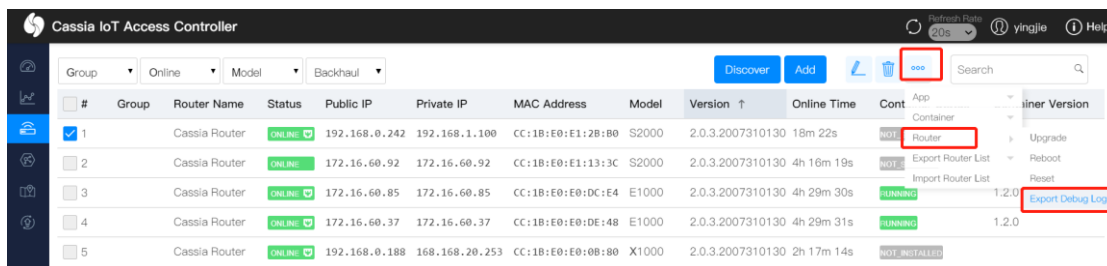 Cassia IoT Access Controller Refresh Rate 20s yingjie Help
Group Online Model Backhaul Discover Add Search
# Group Router Name Status Public IP Private IP MAC Address Model Version ↑ Online Time Container Version
App
Container
1 Cassia Router ONLINE 192.168.0.242 192.168.1.100 CC:1B:E0:E1:2B:B0 S2000 2.0.3.2007310130 18m 22s
Router Upgrade
2 Cassia Router ONLINE 172.16.60.92 172.16.60.92 CC:1B:E0:E1:13:3C S2000 2.0.3.2007310130 4h 16m 19s
Export Router List Reboot
Import Router List Reset
3 Cassia Router ONLINE 172.16.60.85 172.16.60.85 CC:1B:E0:E0:DC:E4 E1000 2.0.3.2007310130 4h 29m 30s RUNNING 1.2.0
Export Debug Log
4 Cassia Router ONLINE 172.16.60.37 172.16.60.37 CC:1B:E0:E0:DE:48 E1000 2.0.3.2007310130 4h 29m 31s RUNNING 1.2.0
5 Cassia Router ONLINE 192.168.0.188 168.168.20.253 CC:1B:E0:E0:0B:80 X1000 2.0.3.2007310130 2h 17m 14s NOT_INSTALLED